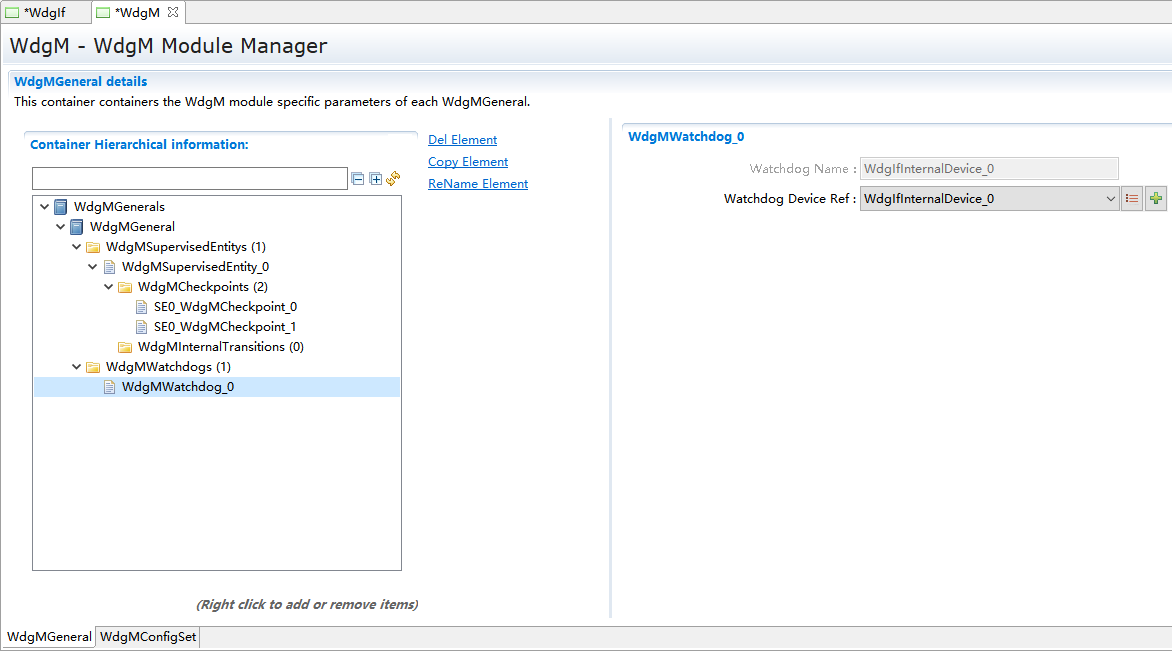 *WdgIf
*WdgM
WdgM - WdgM Module Manager
WdgMGeneral details
This container containers the WdgM module specific parameters of each WdgMGeneral.
Container Hierarchical information:
Del Element
Copy Element
ReName Element
WdgMGenerals
WdgMGeneral
WdgMSupervisedEntitys (1)
WdgMSupervisedEntity_0
WdgMCheckpoints (2)
SE0_WdgMCheckpoint_0
SE0_WdgMCheckpoint_1
WdgMInternalTransitions (0)
WdgMWatchdogs (1)
WdgMWatchdog_0
(Right click to add or remove items)
WdgMWatchdog_0
Watchdog Name : WdgIfInternalDevice_0
Watchdog Device Ref : WdgIfInternalDevice_0
WdgMGeneral
WdgMConfigSet